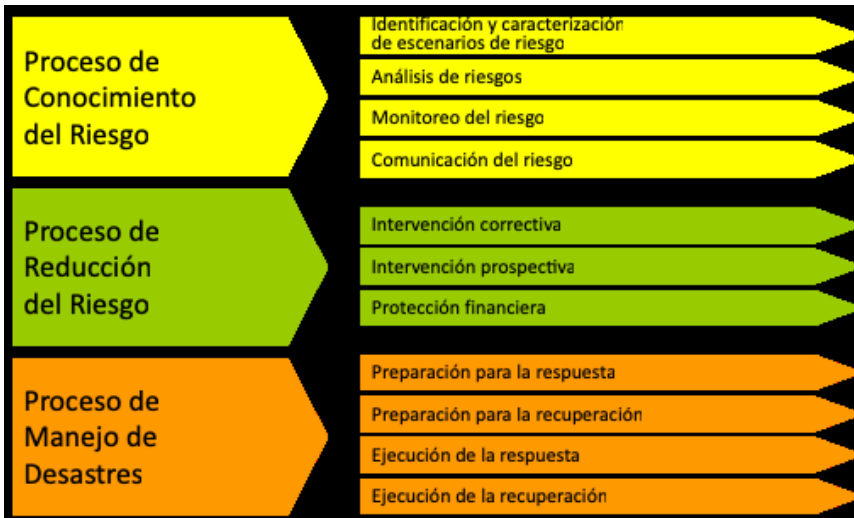 Proceso de
Conocimiento
del Riesgo
Identificación y caracterización
de escenarios de riesgo
Análisis de riesgos
Monitoreo del riesgo
Comunicación del riesgo
Proceso de
Reducción
del Riesgo
Intervención correctiva
Intervención prospectiva
Protección financiera
Proceso de
Manejo de
Desastres
Preparación para la respuesta
Preparación para la recuperación
Ejecución de la respuesta
Ejecución de la recuperación